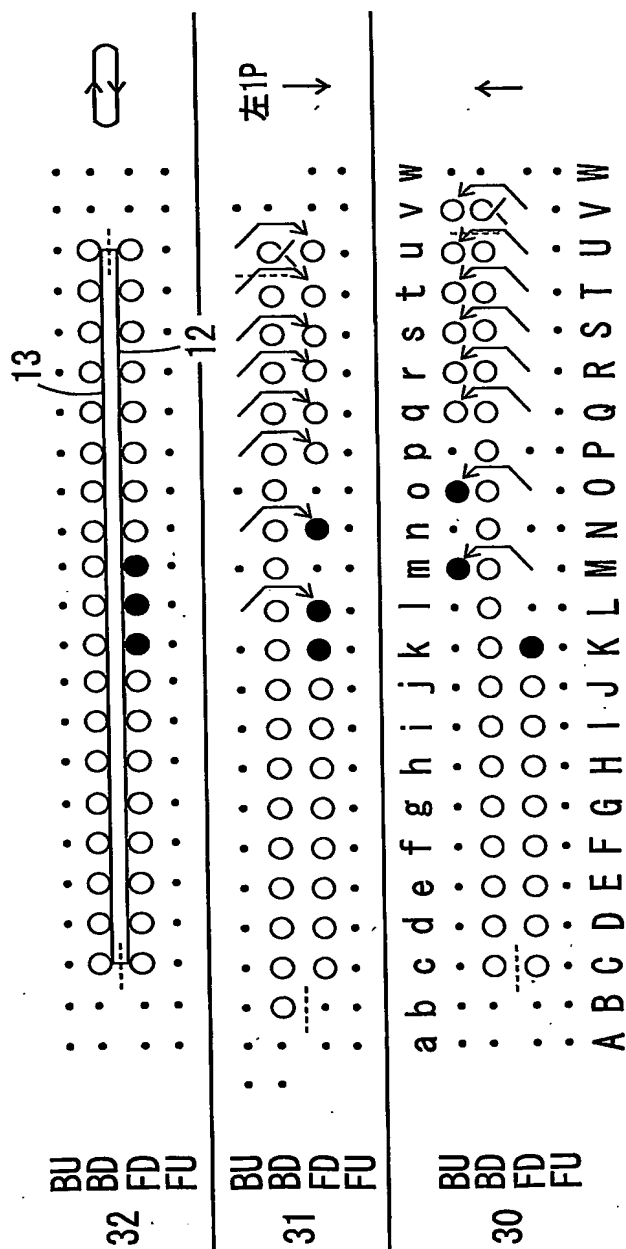 13
BU
BD
32
FD
FU
12
BU
左1P
BD
31
FD
FU
a b c d e f g h i j k l m n o p q r s t u v w
BU
BD
30
FD
FU
A B C D E F G H I J K L M N O P Q R S T U V W